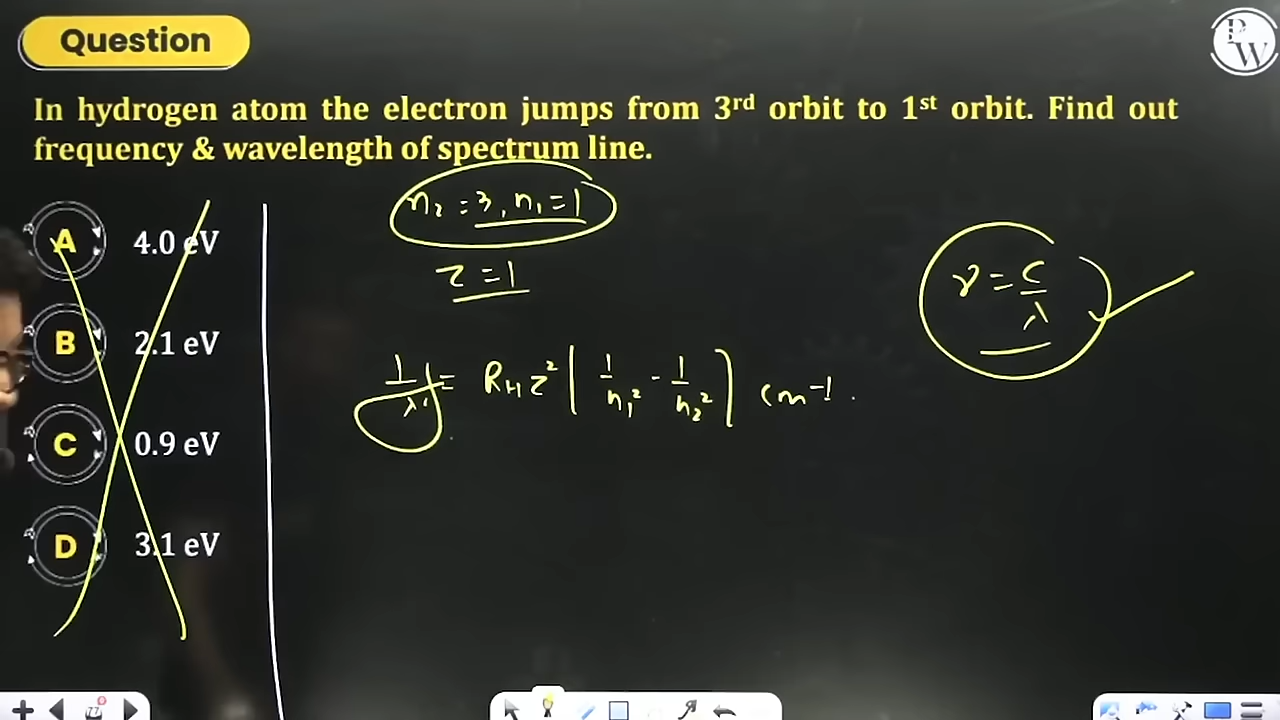 Question
PW
In hydrogen atom the electron jumps from 3rd orbit to 1st orbit. Find out
frequency & wavelength of spectrum line.
n₂ = 3, n₁ = 1
A 4.0 eV
z = 1
ν = c/λ
B 2.1 eV
1/λ = R_H z² [1/n₁² - 1/n₂²] cm⁻¹.
C 0.9 eV
D 3.1 eV